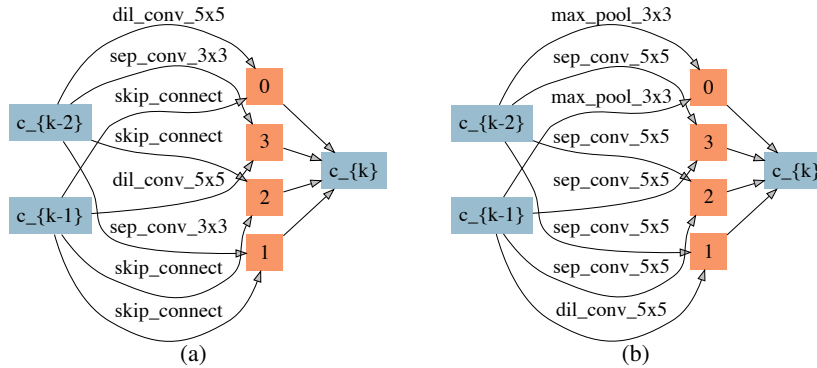 dil_conv_5x5
sep_conv_3x3
skip_connect
skip_connect
dil_conv_5x5
sep_conv_3x3
skip_connect
skip_connect
c_{k-2}
c_{k-1}
0
3
2
1
c_{k}
(a)
max_pool_3x3
sep_conv_5x5
max_pool_3x3
sep_conv_5x5
sep_conv_5x5
sep_conv_5x5
sep_conv_5x5
dil_conv_5x5
c_{k-2}
c_{k-1}
0
3
2
1
c_{k}
(b)